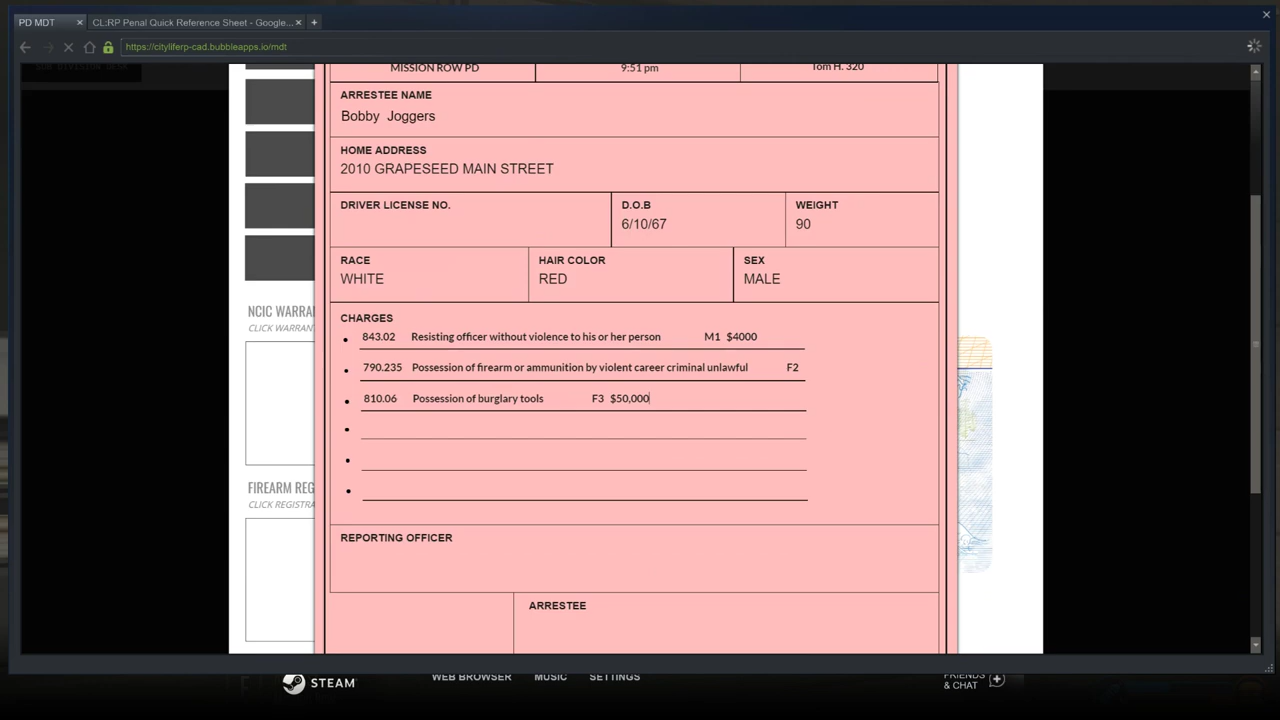 PD MDT
CL:RP Penal Quick Reference Sheet - Google...
https://cityliferp-cad.bubbleapps.io/mdt
MISSION ROW PD
9:51 pm
Tom H. 320
ARRESTEE NAME
Bobby Joggers
HOME ADDRESS
2010 GRAPESEED MAIN STREET
DRIVER LICENSE NO.
D.O.B
WEIGHT
6/10/67
90
RACE
HAIR COLOR
SEX
WHITE
RED
MALE
NCIC WARRA
CLICK WARRANT
CHARGES
843.02 Resisting officer without violence to his or her person M1 $4000
790.235 Possession of firearm or ammunition by violent career criminal unlawful F2
810.06 Possession of burglary tools F3 $50,000
FIREARM REG
CLICK REGISTRA
REPORTING OFFICER
ARRESTEE
STEAM
WEB BROWSER
MUSIC
SETTINGS
FRIENDS
& CHAT